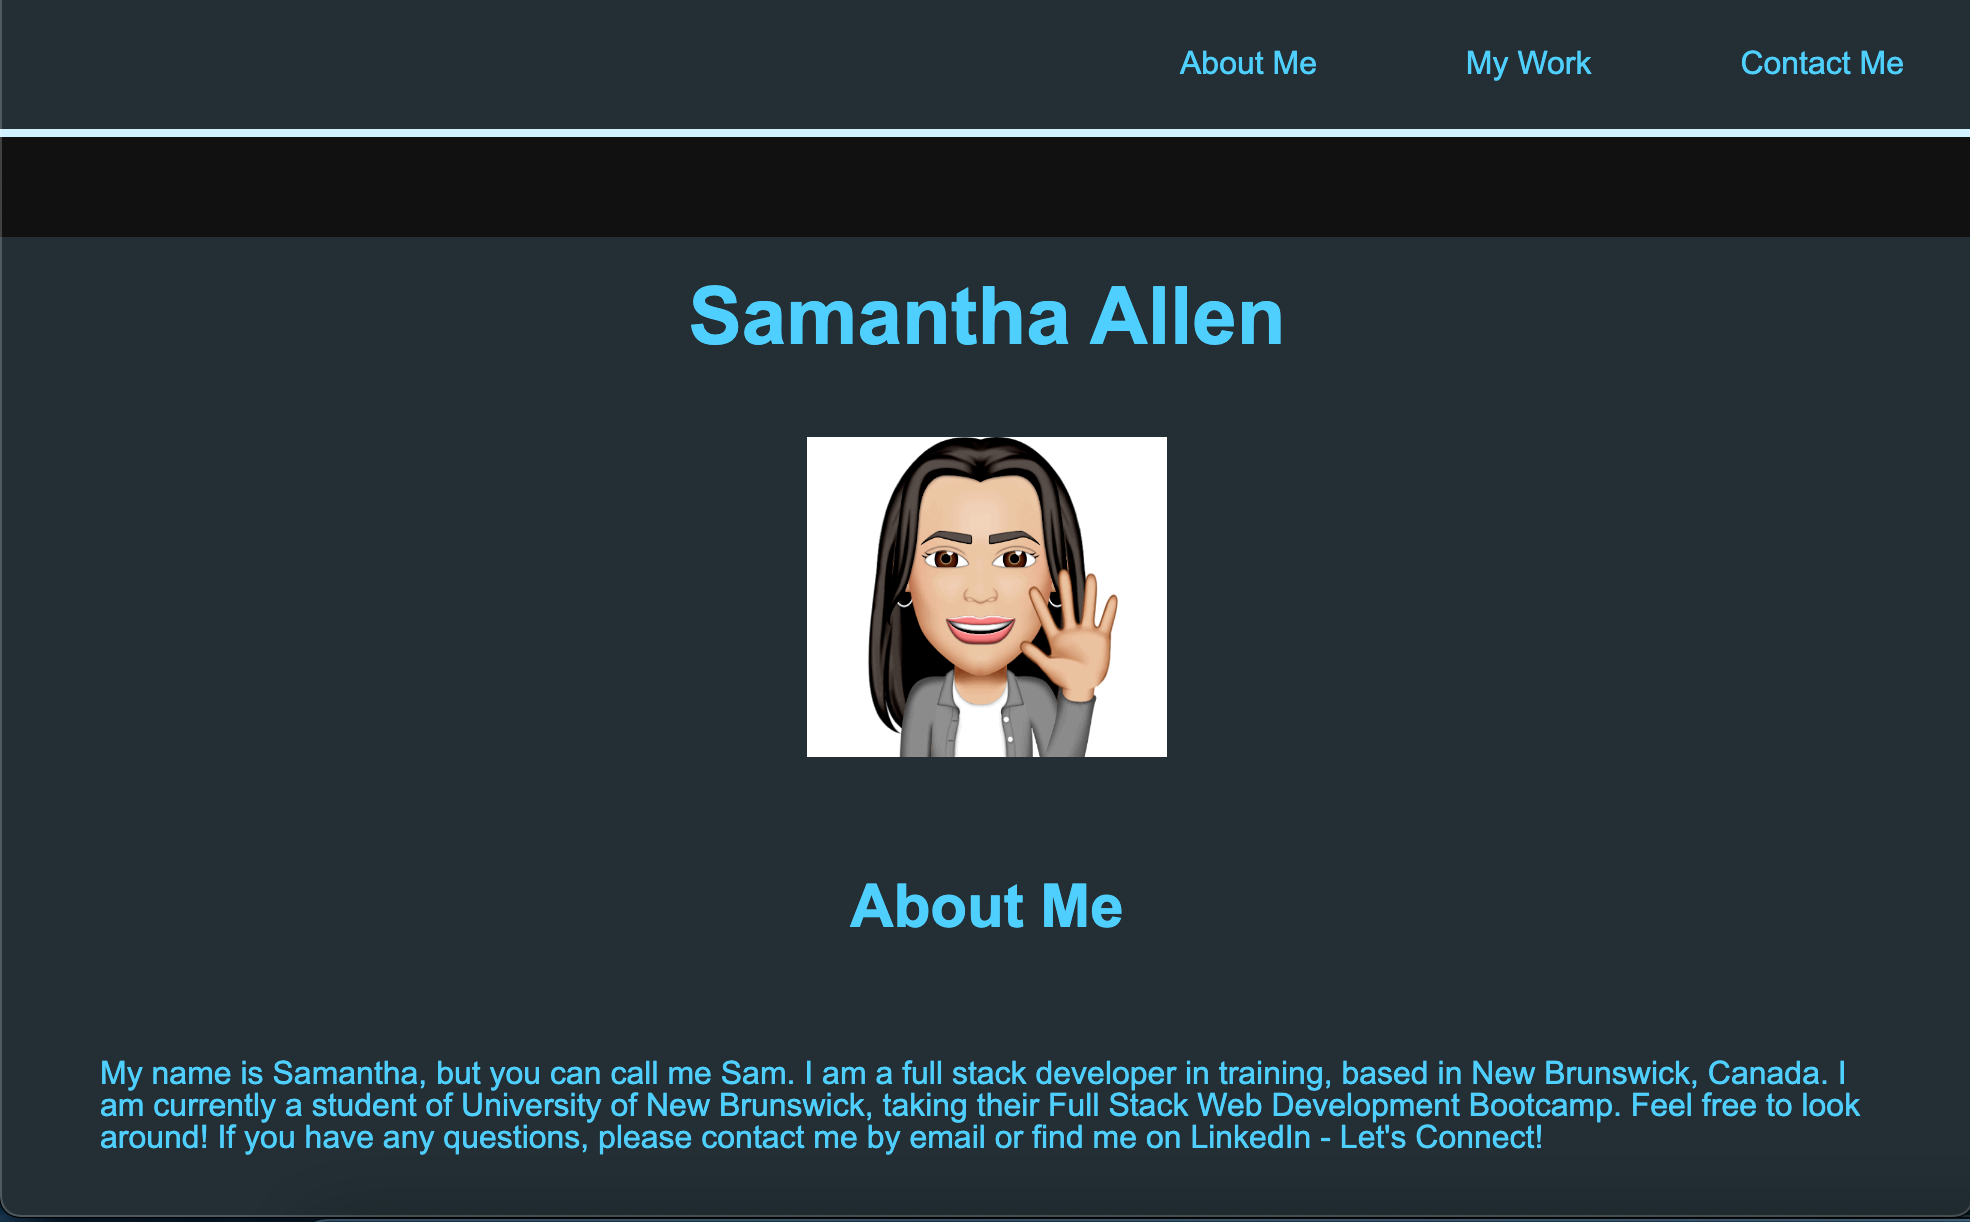 About Me My Work Contact Me
Samantha Allen
About Me
My name is Samantha, but you can call me Sam. I am a full stack developer in training, based in New Brunswick, Canada. I
am currently a student of University of New Brunswick, taking their Full Stack Web Development Bootcamp. Feel free to look
around! If you have any questions, please contact me by email or find me on LinkedIn - Let's Connect!